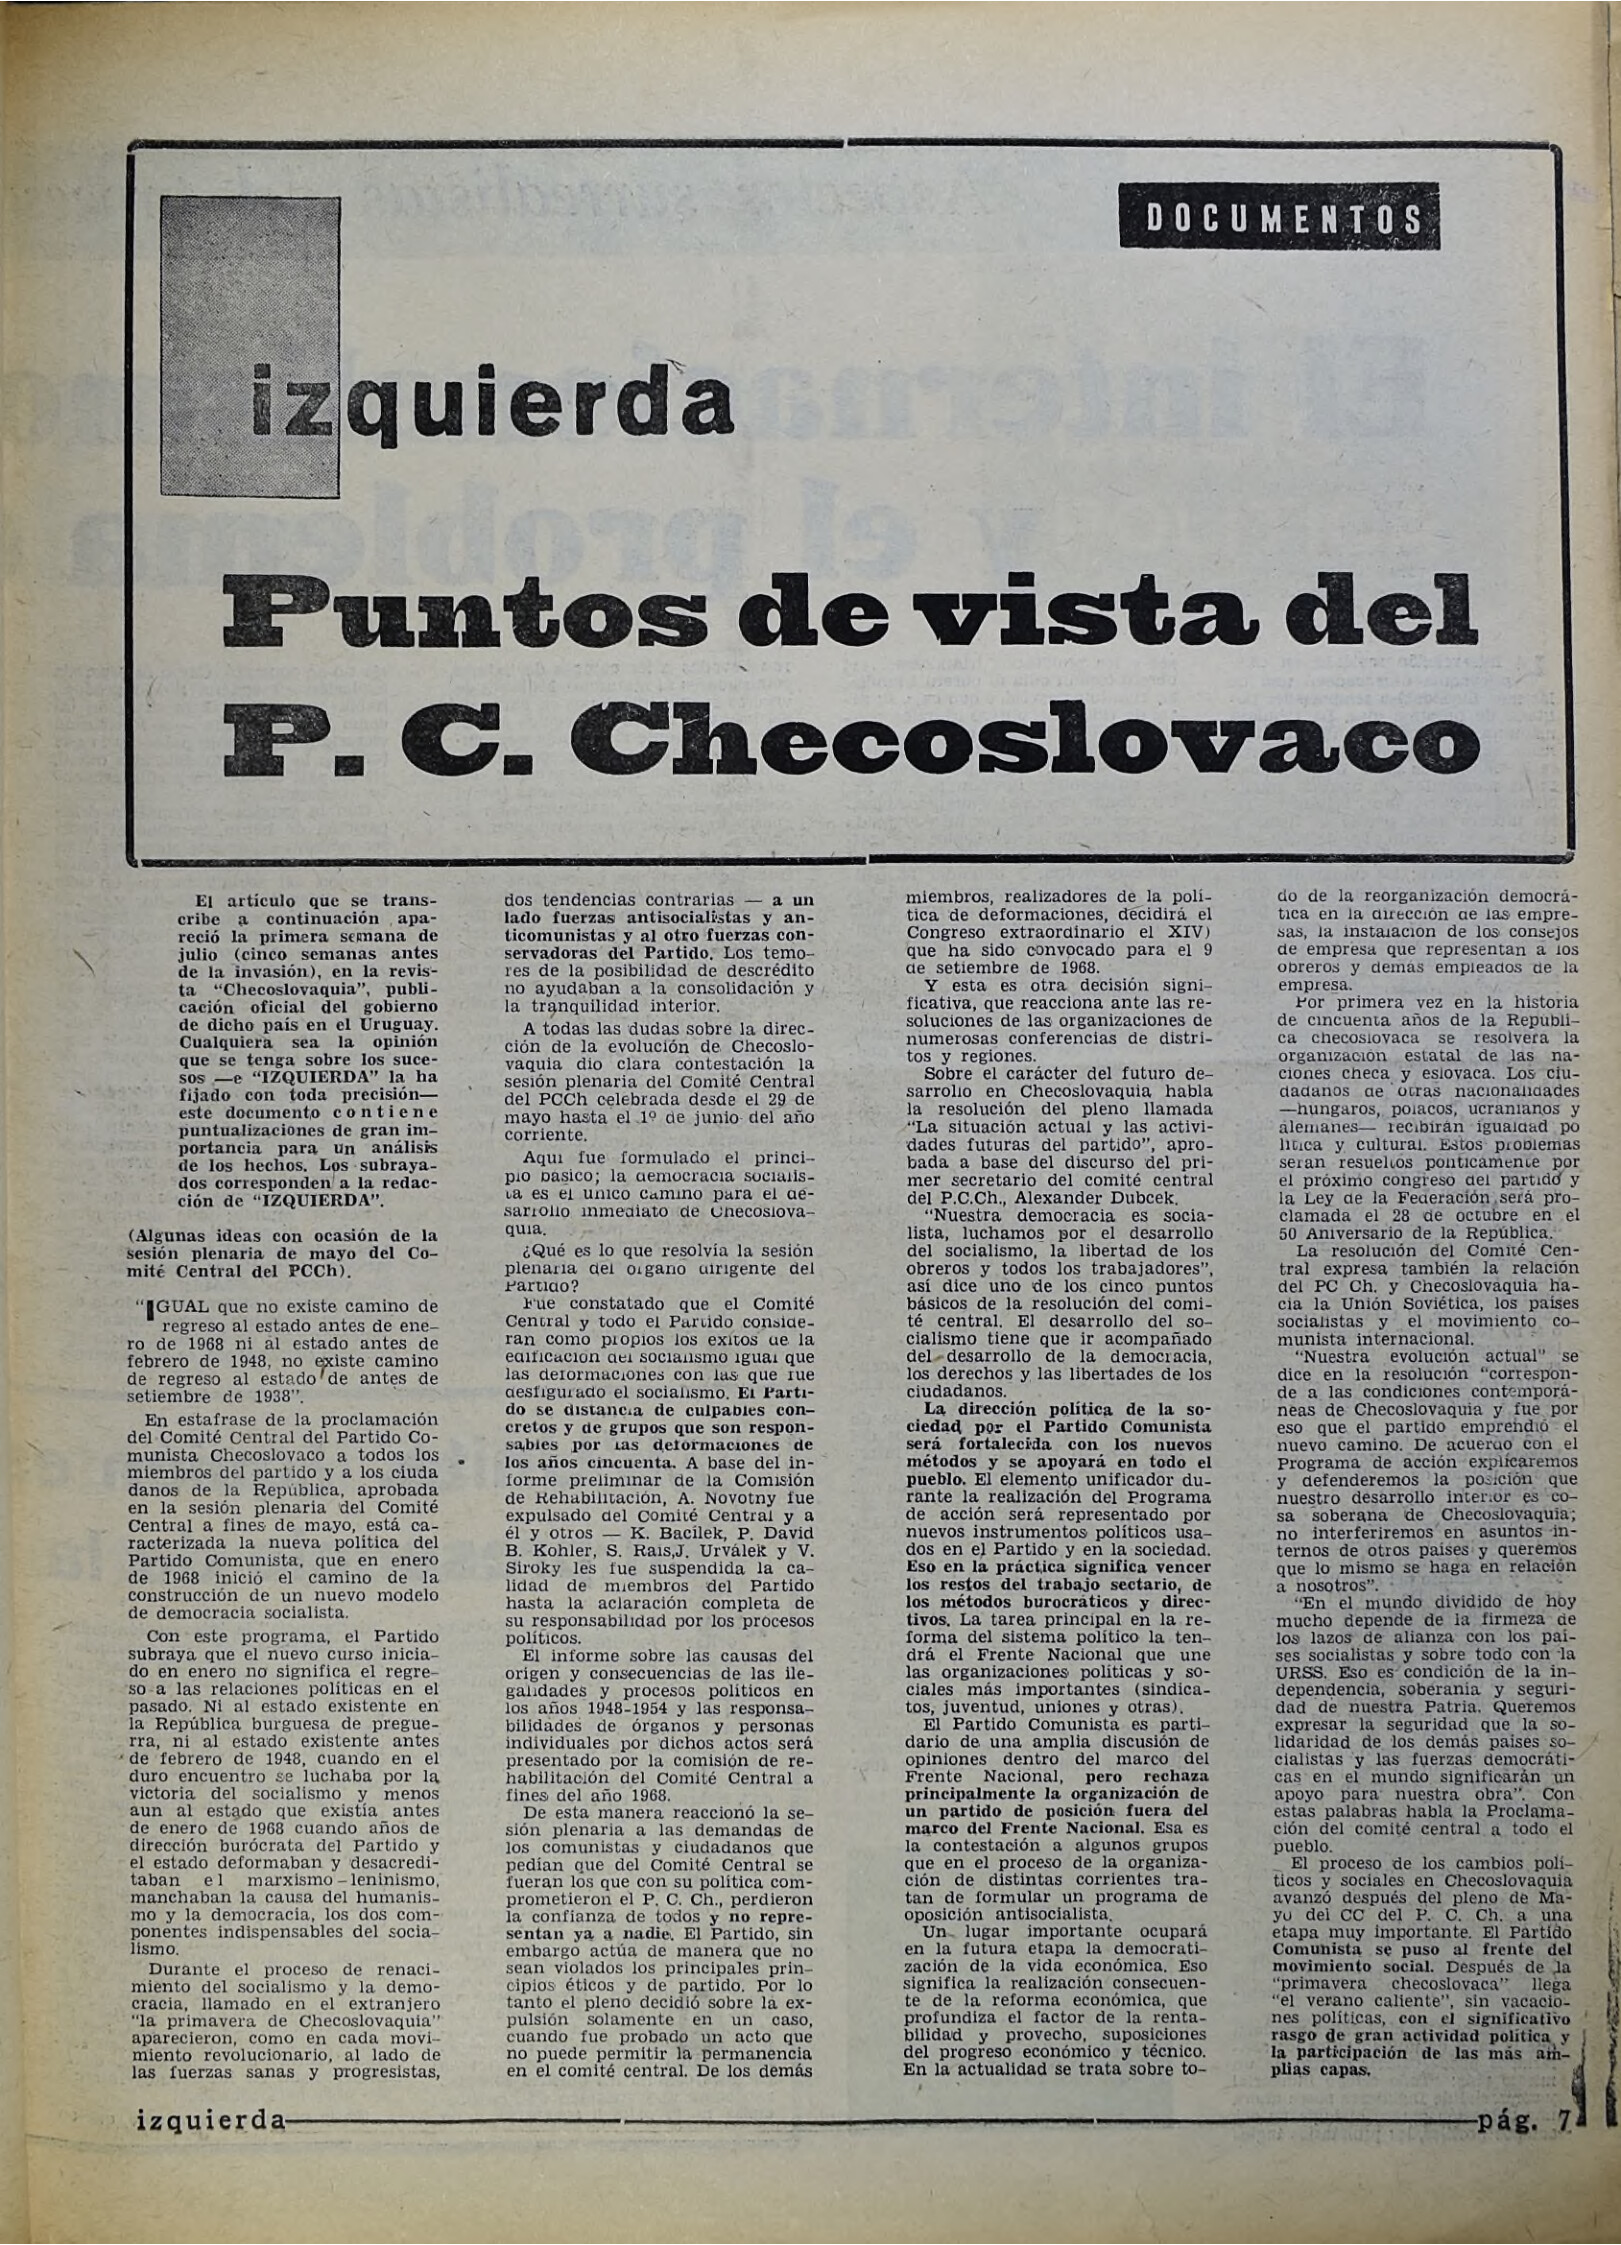 DOCUMENTOS
izquierda
Puntos de vista del
P. C. Checoslovaco
El artículo que se trans-
cribe a continuación apa-
reció la primera semana de
julio (cinco semanas antes
de la invasión), en la revis-
ta "Checoslovaquia", publi-
cación oficial del gobierno
de dicho país en el Uruguay.
Cualquiera sea la opinión
que se tenga sobre los suce-
sos —e "IZQUIERDA" la ha
fijado con toda precisión—
este documento contiene
puntualizaciones de gran im-
portancia para un análisis
de los hechos. Los subraya-
dos corresponden a la redac-
ción de "IZQUIERDA".
(Algunas ideas con ocasión de la
sesión plenaria de mayo del Co-
mité Central del PCCh).
"IGUAL que no existe camino de
regreso al estado antes de ene-
ro de 1968 ni al estado antes de
febrero de 1948, no existe camino
de regreso al estado de antes de
setiembre de 1938".
En estafrase de la proclamación
del Comité Central del Partido Co-
munista Checoslovaco a todos los
miembros del partido y a los ciuda
danos de la República, aprobada
en la sesión plenaria del Comité
Central a fines de mayo, está ca-
racterizada la nueva política del
Partido Comunista, que en enero
de 1968 inició el camino de la
construcción de un nuevo modelo
de democracia socialista.
Con este programa, el Partido
subraya que el nuevo curso inicia-
do en enero no significa el regre-
so a las relaciones políticas en el
pasado. Ni al estado existente en
la República burguesa de pregue-
rra, ni al estado existente antes
de febrero de 1948, cuando en el
duro encuentro se luchaba por la
victoria del socialismo y menos
aun al estado que existía antes
de enero de 1968 cuando años de
dirección burócrata del Partido y
el estado deformaban y desacredi-
taban el marxismo-leninismo,
manchaban la causa del humanis-
mo y la democracia, los dos com-
ponentes indispensables del socia-
lismo.
Durante el proceso de renaci-
miento del socialismo y la demo-
cracia, llamado en el extranjero
"la primavera de Checoslovaquia"
aparecieron, como en cada movi-
miento revolucionario, al lado de
las fuerzas sanas y progresistas,
dos tendencias contrarias — a un
lado fuerzas antisocialistas y an-
ticomunistas y al otro fuerzas con-
servadoras del Partido. Los temo-
res de la posibilidad de descrédito
no ayudaban a la consolidación y
la tranquilidad interior.
A todas las dudas sobre la direc-
ción de la evolución de Checoslo-
vaquia dio clara contestación la
sesión plenaria del Comité Central
del PCCh celebrada desde el 29 de
mayo hasta el 1º de junio del año
corriente.
Aqui fue formulado el princi-
pio básico; la democracia socialis-
ta es el unico camino para el de-
sarrollo inmediato de Checoslova-
quia.
¿Qué es lo que resolvía la sesión
plenaria del organo dirigente del
Partido?
Fue constatado que el Comité
Central y todo el Partido conside-
ran como propios los exitos de la
edificación del socialismo igual que
las deformaciones con las que fue
desfigurado el socialismo. El Parti-
do se distancia de culpables con-
cretos y de grupos que son respon-
sables por las deformaciones de
los años cincuenta. A base del in-
forme preliminar de la Comisión
de Rehabilitación, A. Novotny fue
expulsado del Comité Central y a
él y otros — K. Bacílek, P. David
B. Kohler, S. Rais,J. Urválek y V.
Siroky les fue suspendida la ca-
lidad de miembros del Partido
hasta la aclaración completa de
su responsabilidad por los procesos
políticos.
El informe sobre las causas del
origen y consecuencias de las ile-
galidades y procesos políticos en
los años 1948-1954 y las responsa-
bilidades de órganos y personas
individuales por dichos actos será
presentado por la comisión de re-
habilitación del Comité Central a
fines del año 1968.
De esta manera reaccionó la se-
sión plenaria a las demandas de
los comunistas y ciudadanos que
pedían que del Comité Central se
fueran los que con su política com-
prometieron el P. C. Ch., perdieron
la confianza de todos y no repre-
sentan ya a nadie. El Partido, sin
embargo actúa de manera que no
sean violados los principales prin-
cipios éticos y de partido. Por lo
tanto el pleno decidió sobre la ex-
pulsión solamente en un caso,
cuando fue probado un acto que
no puede permitir la permanencia
en el comité central. De los demás
miembros, realizadores de la polí-
tica de deformaciones, decidirá el
Congreso extraordinario el XIV)
que ha sido convocado para el 9
de setiembre de 1968.
Y esta es otra decisión signi-
ficativa, que reacciona ante las re-
soluciones de las organizaciones de
numerosas conferencias de distri-
tos y regiones.
Sobre el carácter del futuro de-
sarrollo en Checoslovaquia habla
la resolución del pleno llamada
"La situación actual y las activi-
dades futuras del partido", apro-
bada a base del discurso del pri-
mer secretario del comité central
del P.C.Ch., Alexander Dubcek.
"Nuestra democracia es socia-
lista, luchamos por el desarrollo
del socialismo, la libertad de los
obreros y todos los trabajadores",
así dice uno de los cinco puntos
básicos de la resolución del comi-
té central. El desarrollo del so-
cialismo tiene que ir acompañado
del desarrollo de la democracia,
los derechos y las libertades de los
ciudadanos.
La dirección política de la so-
ciedad por el Partido Comunista
será fortalecida con los nuevos
métodos y se apoyará en todo el
pueblo. El elemento unificador du-
rante la realización del Programa
de acción será representado por
nuevos instrumentos políticos usa-
dos en el Partido y en la sociedad.
Eso en la práctica significa vencer
los restos del trabajo sectario, de
los métodos burocráticos y direc-
tivos. La tarea principal en la re-
forma del sistema político la ten-
drá el Frente Nacional que une
las organizaciones políticas y so-
ciales más importantes (sindica-
tos, juventud, uniones y otras).
El Partido Comunista es parti-
dario de una amplia discusión de
opiniones dentro del marco del
Frente Nacional, pero rechaza
principalmente la organización de
un partido de posición fuera del
marco del Frente Nacional. Esa es
la contestación a algunos grupos
que en el proceso de la organiza-
ción de distintas corrientes tra-
tan de formular un programa de
oposición antisocialista.
Un lugar importante ocupará
en la futura etapa la democrati-
zación de la vida económica. Eso
significa la realización consecuen-
te de la reforma económica, que
profundiza el factor de la renta-
bilidad y provecho, suposiciones
del progreso económico y técnico.
En la actualidad se trata sobre to-
do de la reorganización democrá-
tica en la dirección de las empre-
sas, la instalación de los consejos
de empresa que representan a los
obreros y demás empleados de la
empresa.
Por primera vez en la historia
de cincuenta años de la Republi-
ca checoslovaca se resolvera la
organización estatal de las na-
ciones checa y eslovaca. Los ciu-
dadanos de otras nacionalidades
—hungaros, polacos, ucranianos y
alemanes— recibirán igualdad po
litica y cultural. Estos problemas
seran resueltos politicamente por
el próximo congreso del partido y
la Ley de la Federación será pro-
clamada el 28 de octubre en el
50 Aniversario de la República.
La resolución del Comité Cen-
tral expresa también la relación
del PC Ch. y Checoslovaquia ha-
cia la Unión Soviética, los países
socialistas y el movimiento co-
munista internacional.
"Nuestra evolución actual" se
dice en la resolución "correspon-
de a las condiciones contemporá-
neas de Checoslovaquia y fue por
eso que el partido emprendió el
nuevo camino. De acuerdo con el
Programa de acción explicaremos
y defenderemos la posición que
nuestro desarrollo interior es co-
sa soberana de Checoslovaquia;
no interferiremos en asuntos in-
ternos de otros países y queremos
que lo mismo se haga en relación
a nosotros".
"En el mundo dividido de hoy
mucho depende de la firmeza de
los lazos de alianza con los paí-
ses socialistas y sobre todo con la
URSS. Eso es condición de la in-
dependencia, soberanía y seguri-
dad de nuestra Patria. Queremos
expresar la seguridad que la so-
lidaridad de los demás países so-
cialistas y las fuerzas democráti-
cas en el mundo significarán un
apoyo para nuestra obra". Con
estas palabras habla la Proclama-
ción del comité central a todo el
pueblo.
El proceso de los cambios polí-
ticos y sociales en Checoslovaquia
avanzó después del pleno de Ma-
yo del CC del P. C. Ch. a una
etapa muy importante. El Partido
Comunista se puso al frente del
movimiento social. Después de la
"primavera checoslovaca" llega
"el verano caliente", sin vacacio-
nes políticas, con el significativo
rasgo de gran actividad política y
la participación de las más am-
plias capas.
izquierda
pág. 7